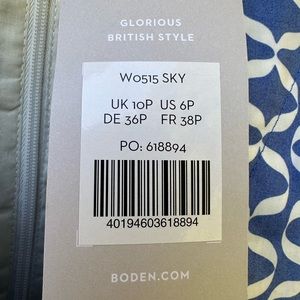 GLORIOUS
BRITISH STYLE
W0515 SKY
UK 10P US 6P
DE 36P FR 38P
PO: 618894
40194603618894
BODEN.COM